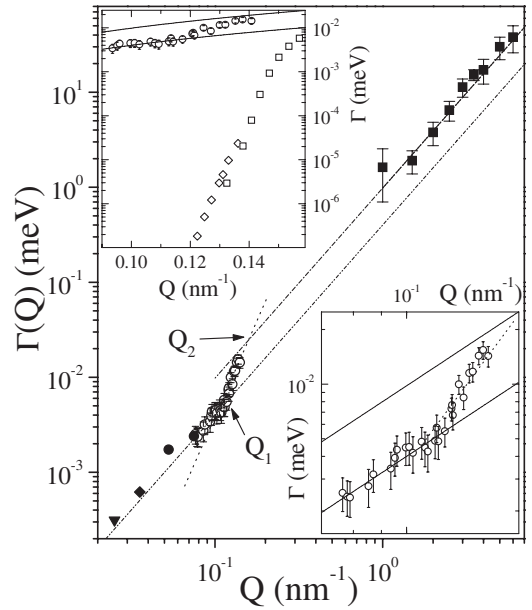 10⁻²
10⁻³
10⁻⁴
10⁻⁵
10⁻⁶
Γ (meV)
0.10 0.12 0.14
Q (nm⁻¹)
10¹
10⁰
10⁻¹
10⁻²
10⁻³
Γ(Q) (meV)
Q₂
Q₁
10⁻¹ Q (nm⁻¹)
10⁻²
Γ (meV)
10⁻¹ 10⁰
Q (nm⁻¹)